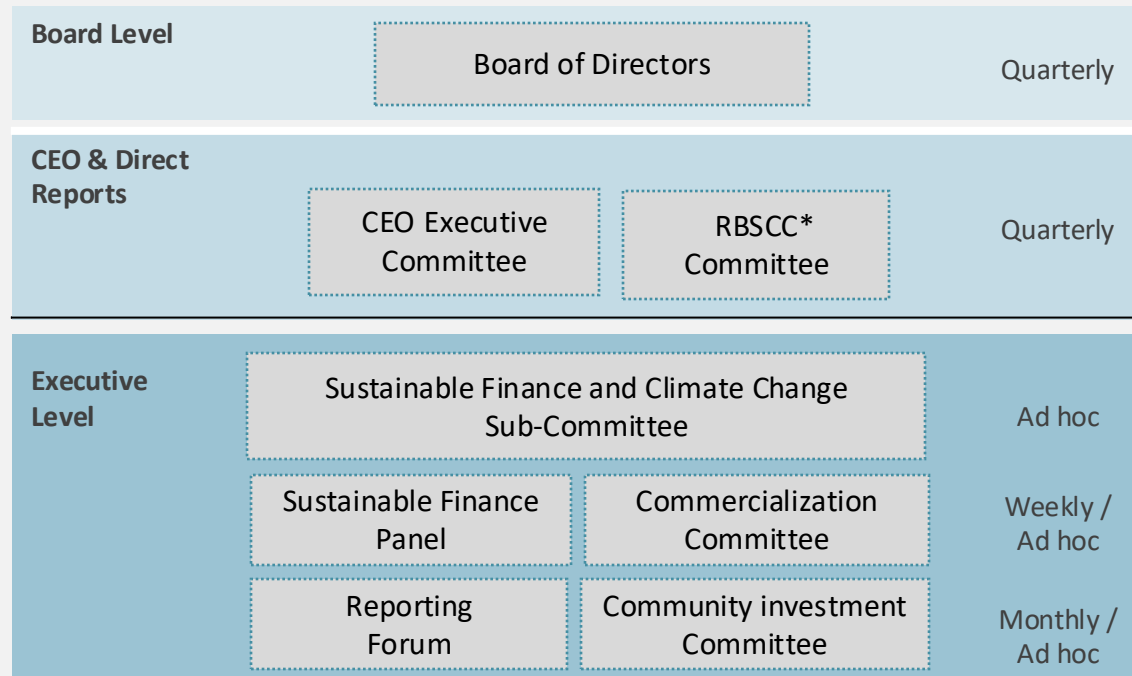 Board Level
Board of Directors
Quarterly
CEO & Direct
Reports
CEO Executive
Committee
RBSCC*
Committee
Quarterly
Executive
Level
Sustainable Finance and Climate Change
Sub-Committee
Ad hoc
Sustainable Finance
Panel
Commercialization
Committee
Weekly /
Ad hoc
Reporting
Forum
Community investment
Committee
Monthly /
Ad hoc